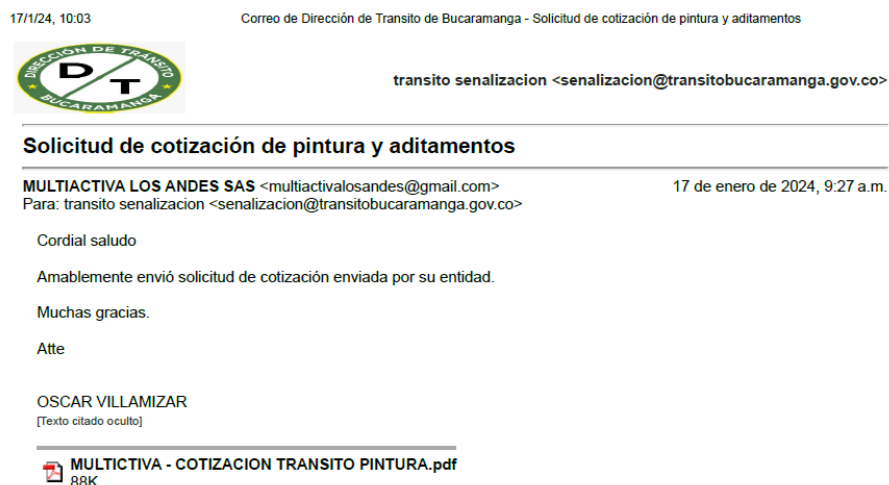 17/1/24, 10:03 Correo de Dirección de Transito de Bucaramanga - Solicitud de cotización de pintura y aditamentos
DIRECCIÓN DE TRANSITO
D T
BUCARAMANGA
transito senalizacion <senalizacion@transitobucaramanga.gov.co>
Solicitud de cotización de pintura y aditamentos
MULTIACTIVA LOS ANDES SAS <multiactivalosandes@gmail.com> 17 de enero de 2024, 9:27 a.m.
Para: transito senalizacion <senalizacion@transitobucaramanga.gov.co>
Cordial saludo
Amablemente envió solicitud de cotización enviada por su entidad.
Muchas gracias.
Atte
OSCAR VILLAMIZAR
[Texto citado oculto]
MULTICTIVA - COTIZACION TRANSITO PINTURA.pdf
88K